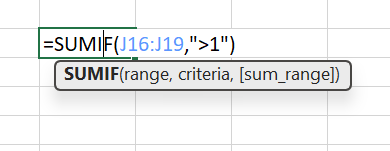 =SUMIF(J16:J19,">1")
SUMIF(range, criteria, [sum_range])